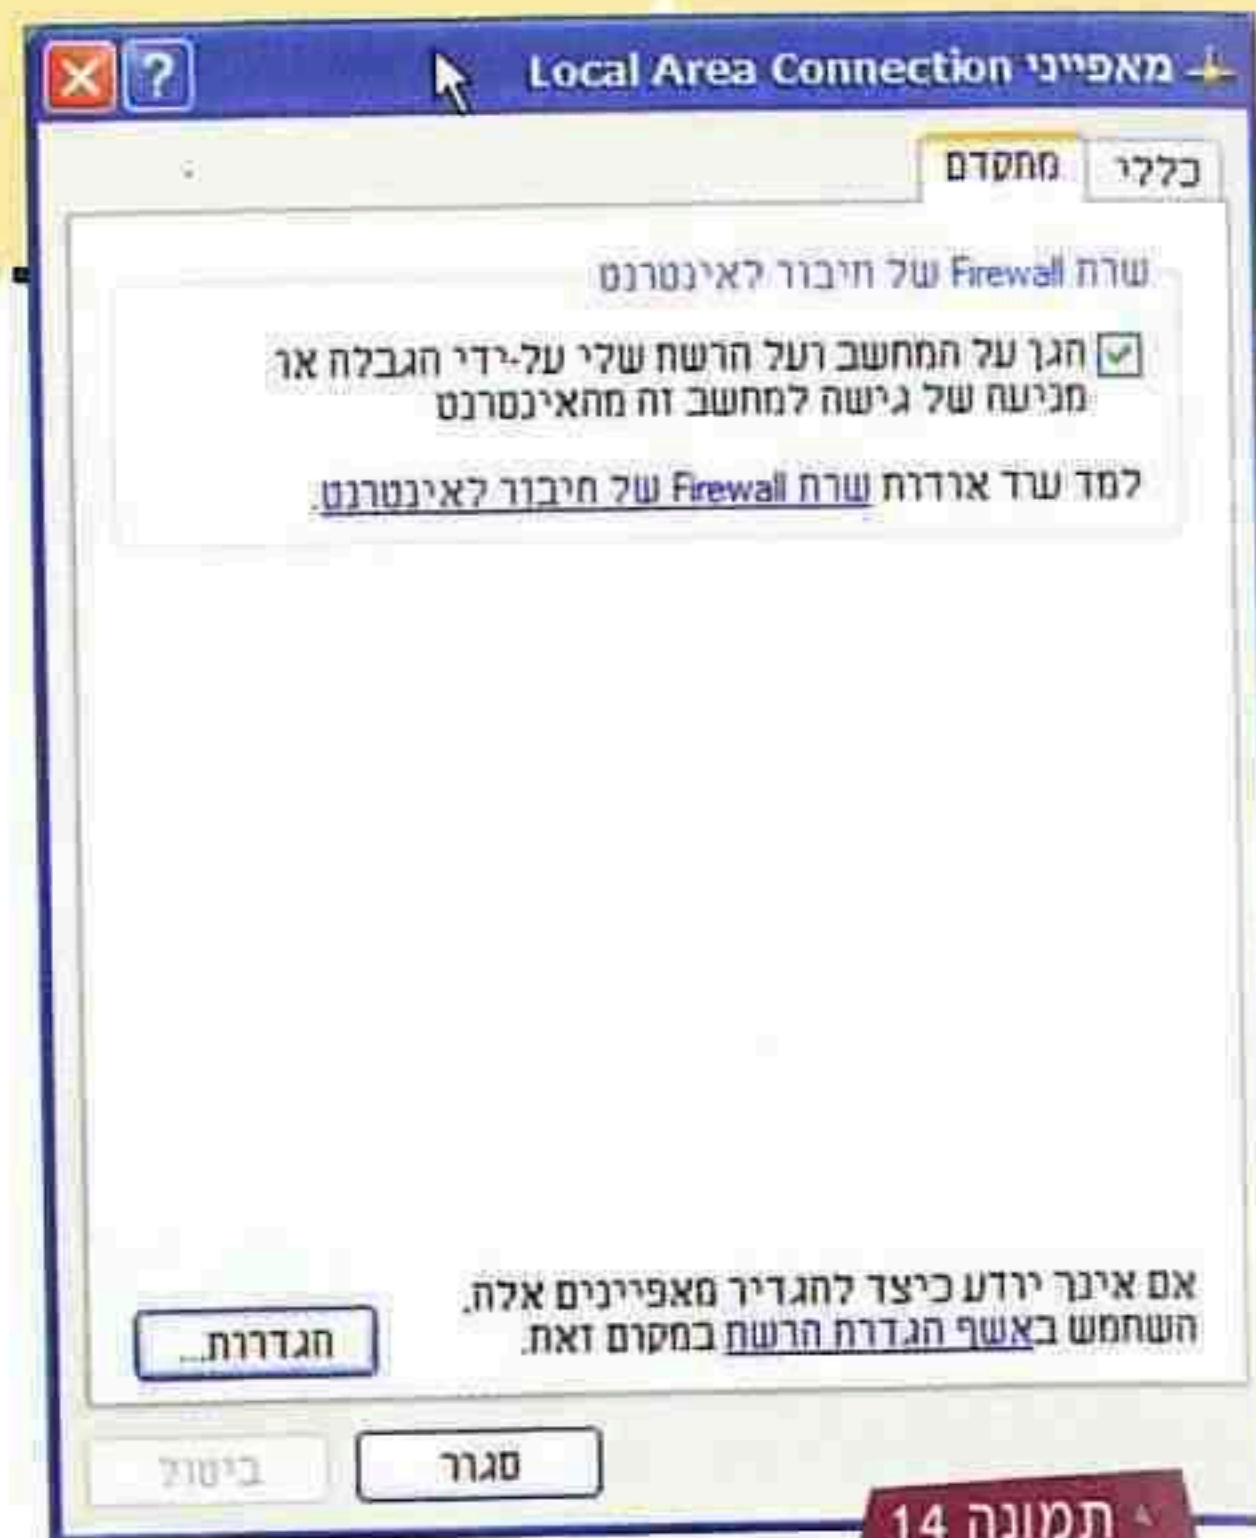 מאפייני Local Area Connection
?
כללי
מתקדם
שרת Firewall של חיבור לאינטרנט
הגן על המחשב ועל הרשת שלי על-ידי הגבלה או
מניעה של גישה למחשב זה מהאינטרנט
למד עוד אודות שרת Firewall של חיבור לאינטרנט.
אם אינך יודע כיצד להגדיר מאפיינים אלה,
השתמש באשף הגדרת הרשת במקום זאת.
הגדרות...
סגור
ביטול
תמונה 14